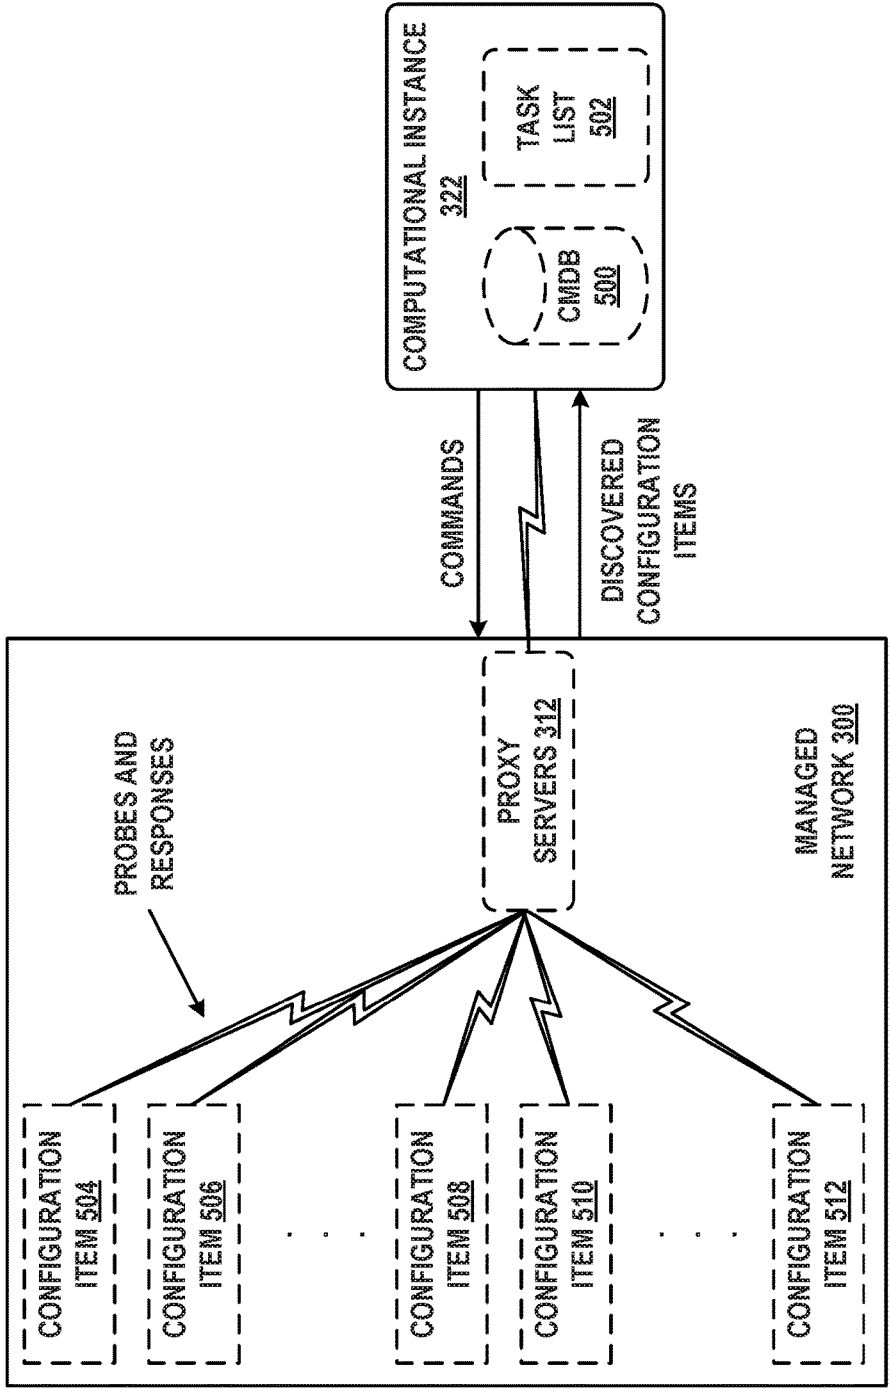 COMPUTATIONAL INSTANCE
322
CMDB
500
TASK
LIST
502
COMMANDS
DISCOVERED
CONFIGURATION
ITEMS
PROBES AND
RESPONSES
PROXY
SERVERS 312
MANAGED
NETWORK 300
CONFIGURATION
ITEM 504
CONFIGURATION
ITEM 506
. . .
CONFIGURATION
ITEM 508
CONFIGURATION
ITEM 510
. . .
CONFIGURATION
ITEM 512